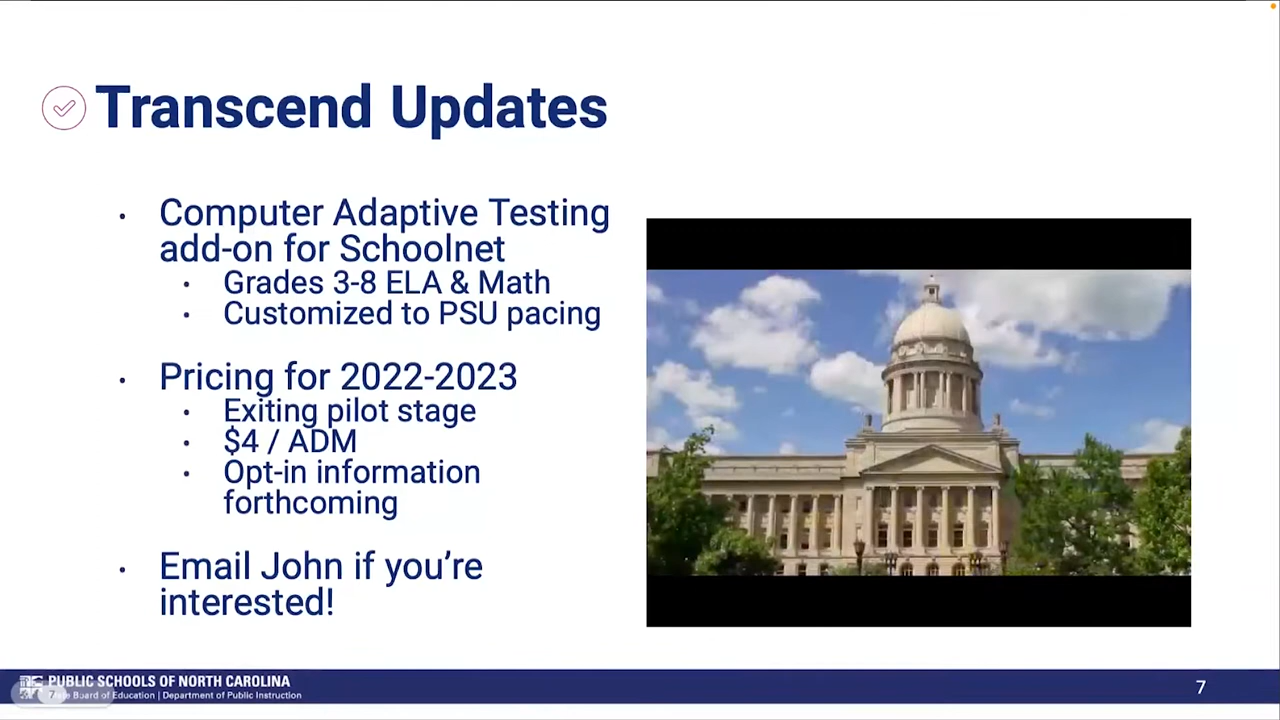 Transcend Updates
• Computer Adaptive Testing
add-on for Schoolnet
• Grades 3-8 ELA & Math
• Customized to PSU pacing
• Pricing for 2022-2023
• Exiting pilot stage
• $4 / ADM
• Opt-in information
forthcoming
• Email John if you’re
interested!
PUBLIC SCHOOLS OF NORTH CAROLINA
Board of Education | Department of Public Instruction
7